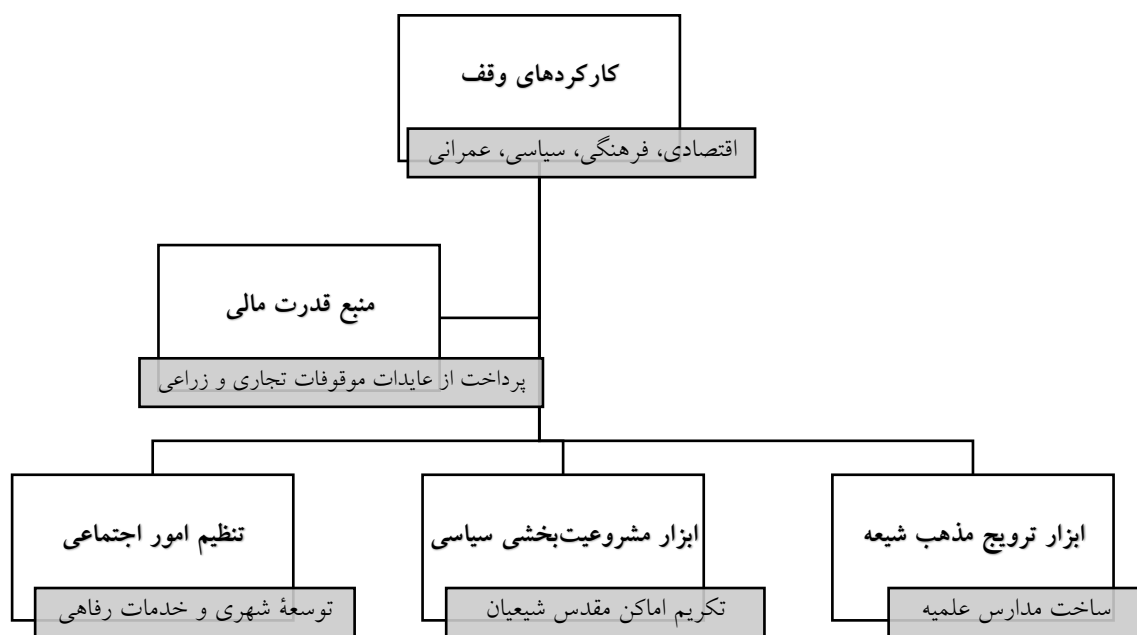 کارکردهای وقف
اقتصادی، فرهنگی، سیاسی، عمرانی
منبع قدرت مالی
پرداخت از عایدات موقوفات تجاری و زراعی
ابزار ترویج مذهب شیعه
ساخت مدارس علمیه
ابزار مشروعیت‌بخشی سیاسی
تکریم اماکن مقدس شیعیان
تنظیم امور اجتماعی
توسعهٔ شهری و خدمات رفاهی